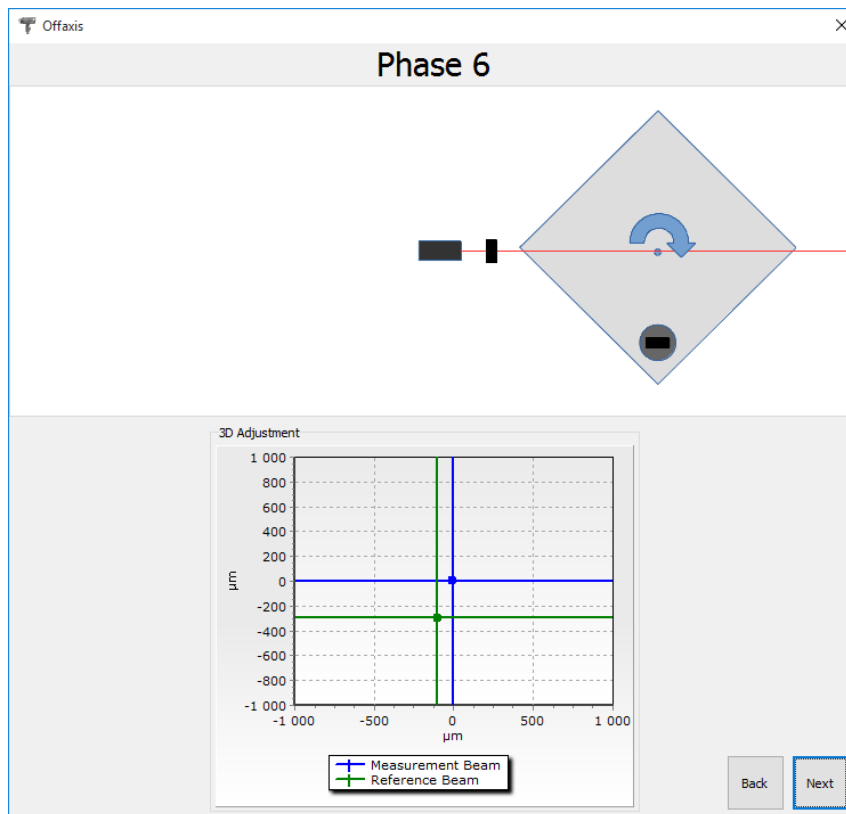 Offaxis
Phase 6
3D Adjustment
1 000
800
600
400
200
0
-200
-400
-600
-800
-1 000
µm
-1 000 -500 0 500 1 000
µm
Measurement Beam
Reference Beam
Back Next